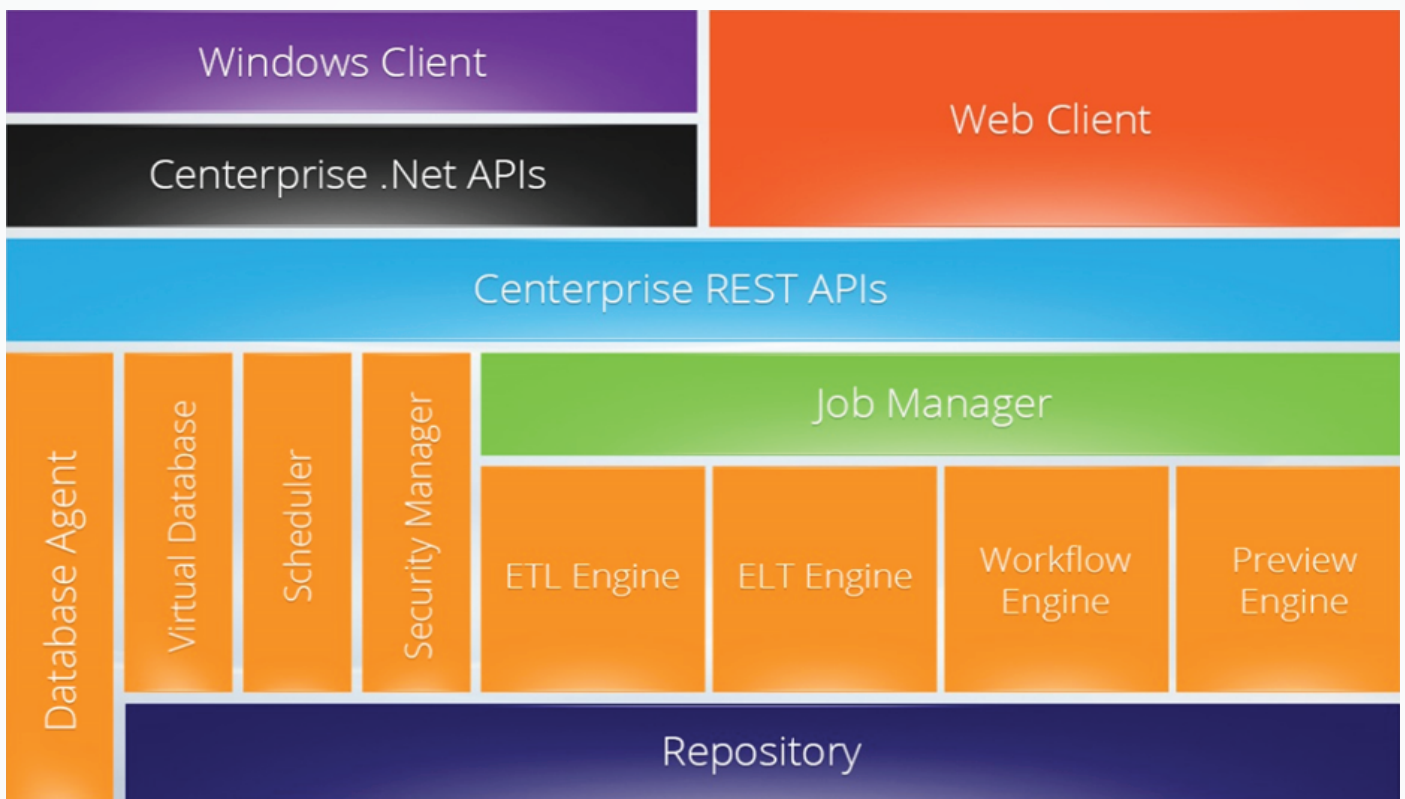 Windows Client
Web Client
Centerprise .Net APIs
Centerprise REST APIs
Database Agent
Virtual Database
Scheduler
Security Manager
Job Manager
ETL Engine
ELT Engine
Workflow
Engine
Preview
Engine
Repository